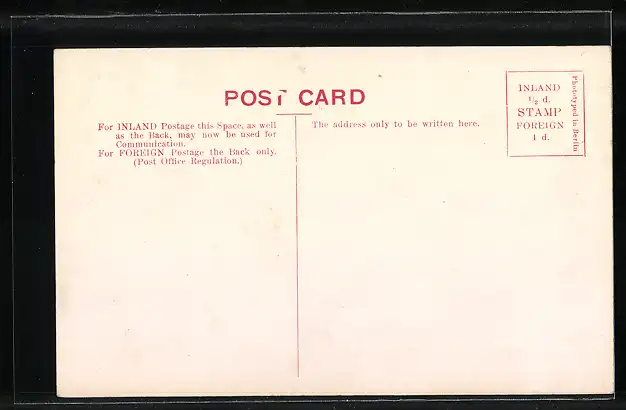 POST CARD
For INLAND Postage this Space, as well
as the Back, may now be used for
Communication.
For FOREIGN Postage the Back only.
(Post Office Regulation.)
The address only to be written here.
INLAND
½ d.
STAMP
FOREIGN
1 d.
Phototyped in Berlin